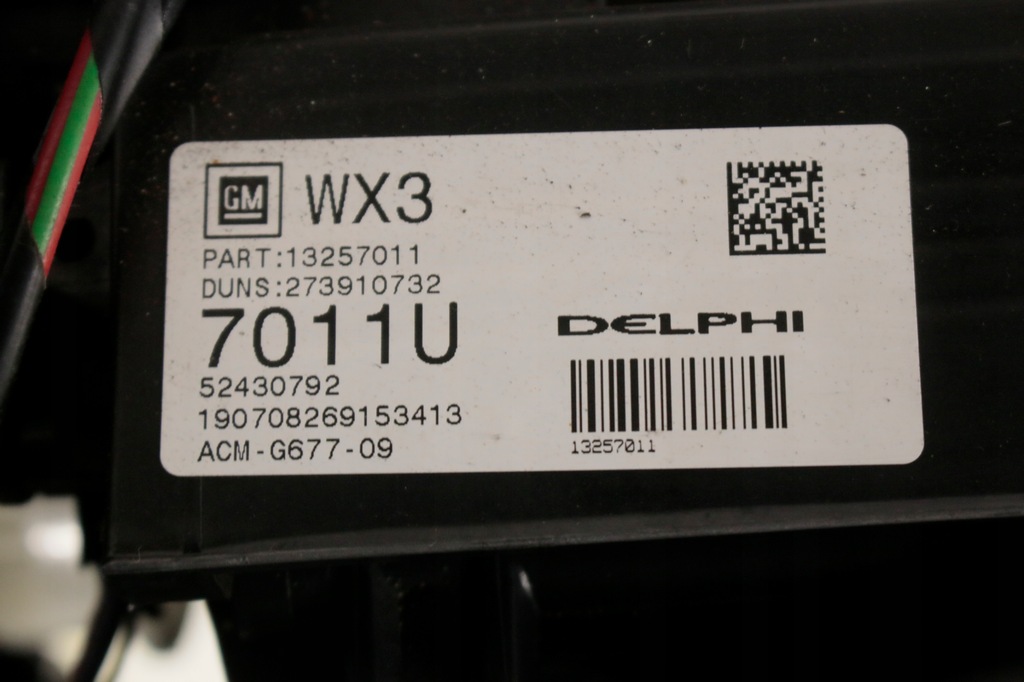 GM WX3
PART:13257011
DUNS:273910732
7011U
52430792
190708269153413
ACM-G677-09
DELPHI
13257011